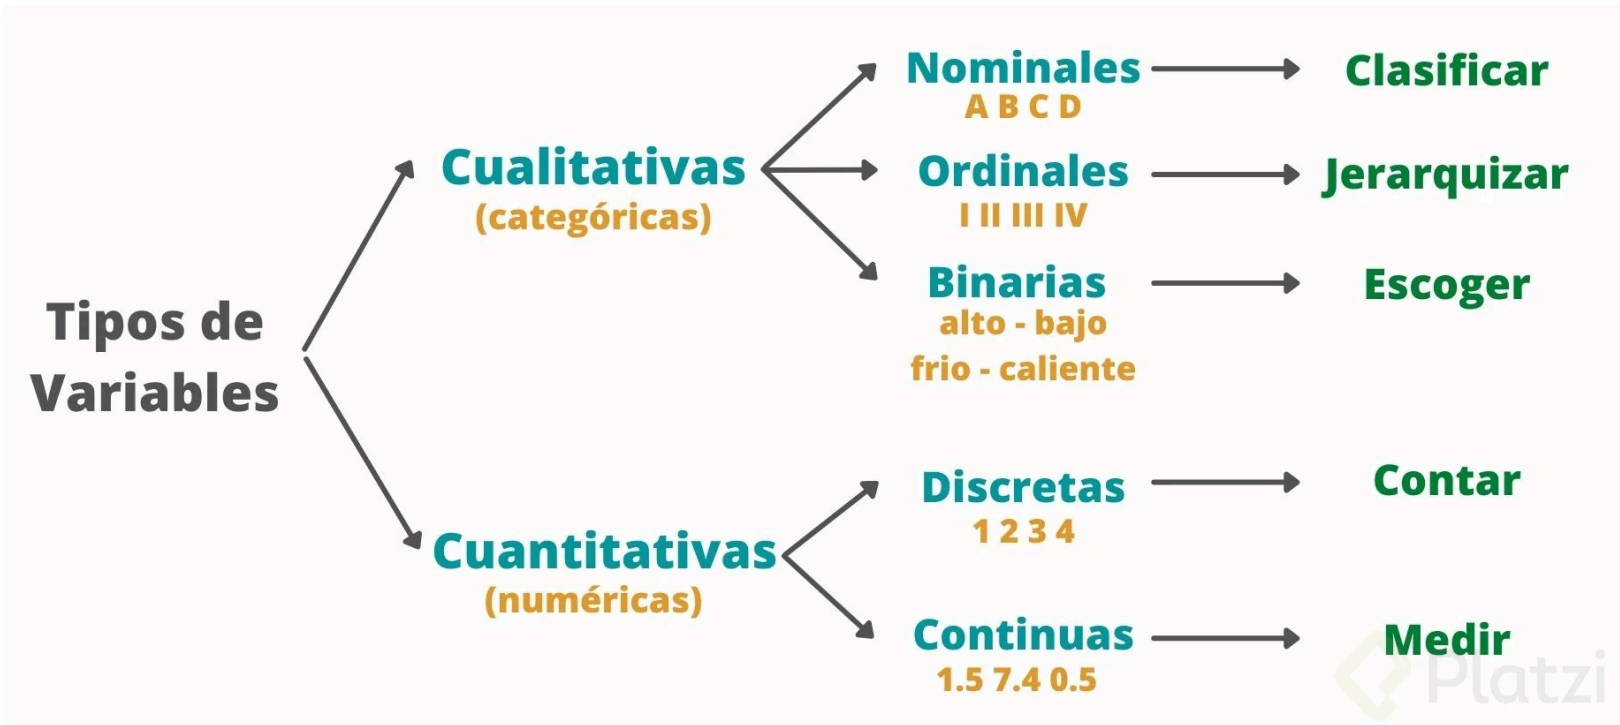 Tipos de
Variables
Cualitativas
(categóricas)
Nominales
A B C D
Clasificar
Ordinales
I II III IV
Jerarquizar
Binarias
alto - bajo
frio - caliente
Escoger
Cuantitativas
(numéricas)
Discretas
1 2 3 4
Contar
Continuas
1.5 7.4 0.5
Medir
Platzi